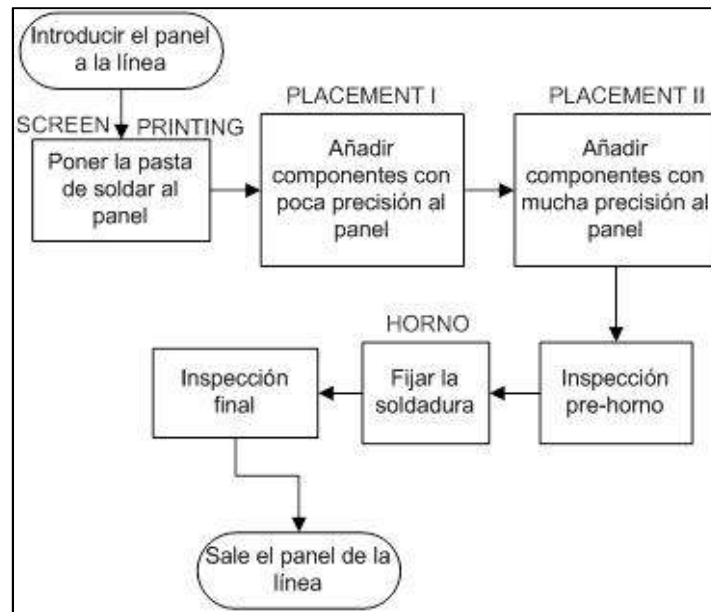 Introducir el panel
a la línea
SCREEN PRINTING
Poner la pasta
de soldar al
panel
PLACEMENT I
Añadir
componentes con
poca precisión al
panel
PLACEMENT II
Añadir
componentes con
mucha precisión al
panel
Inspección
pre-horno
HORNO
Fijar la
soldadura
Inspección
final
Sale el panel de la
línea